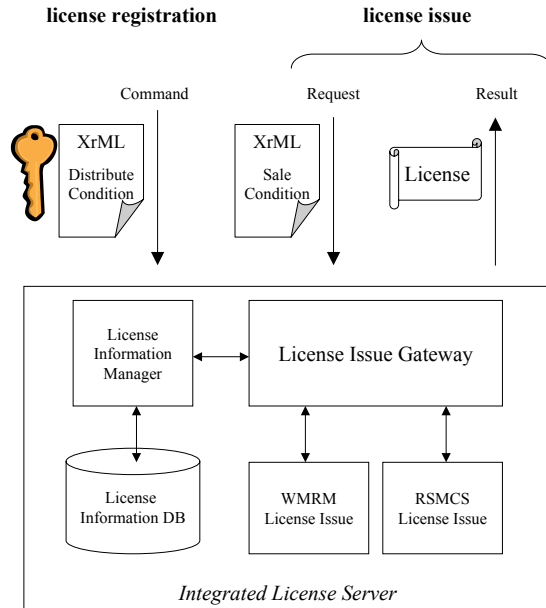 license registration
license issue
Command
Request
Result
XrML
Distribute
Condition
XrML
Sale
Condition
License
License
Information
Manager
License Issue Gateway
License
Information DB
WMRM
License Issue
RSMCS
License Issue
Integrated License Server